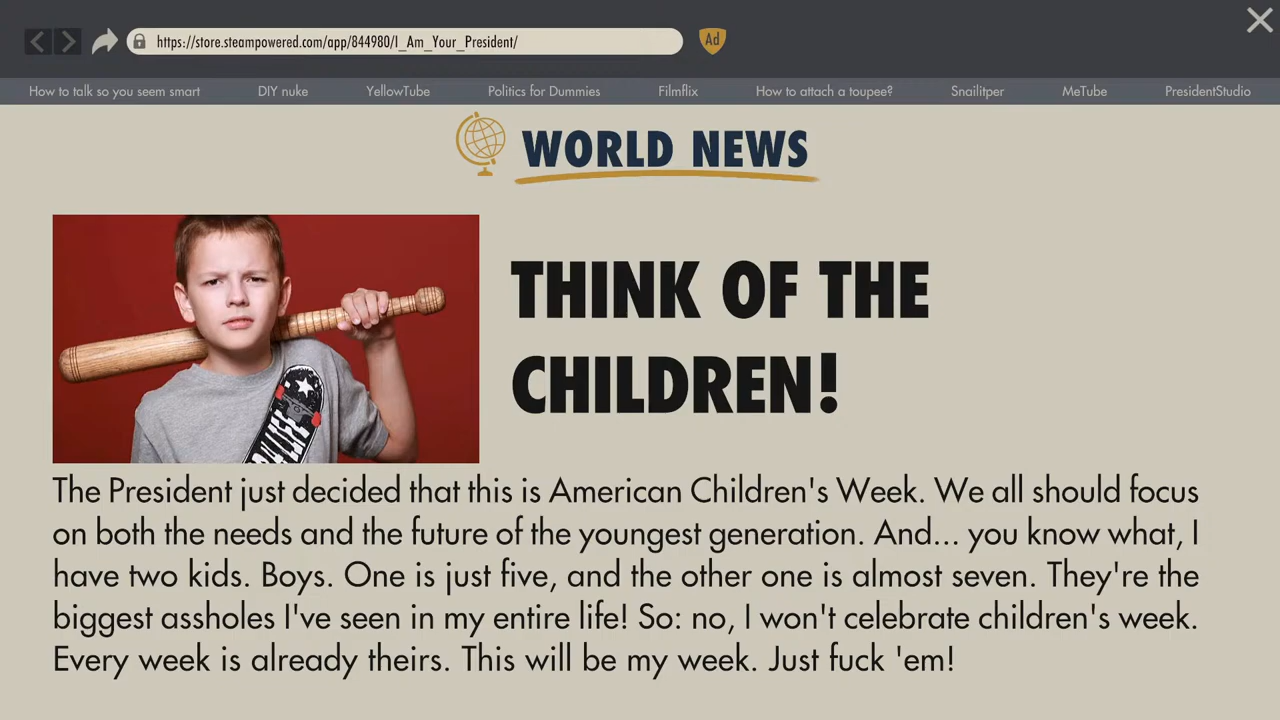 https://store.steampowered.com/app/844980/I_Am_Your_President/
Ad
How to talk so you seem smart
DIY nuke
YellowTube
Politics for Dummies
Filmflix
How to attach a toupee?
Snailitper
MeTube
PresidentStudio
WORLD NEWS
THINK OF THE
CHILDREN!
The President just decided that this is American Children's Week. We all should focus
on both the needs and the future of the youngest generation. And... you know what, I
have two kids. Boys. One is just five, and the other one is almost seven. They're the
biggest assholes I've seen in my entire life! So: no, I won't celebrate children's week.
Every week is already theirs. This will be my week. Just fuck 'em!